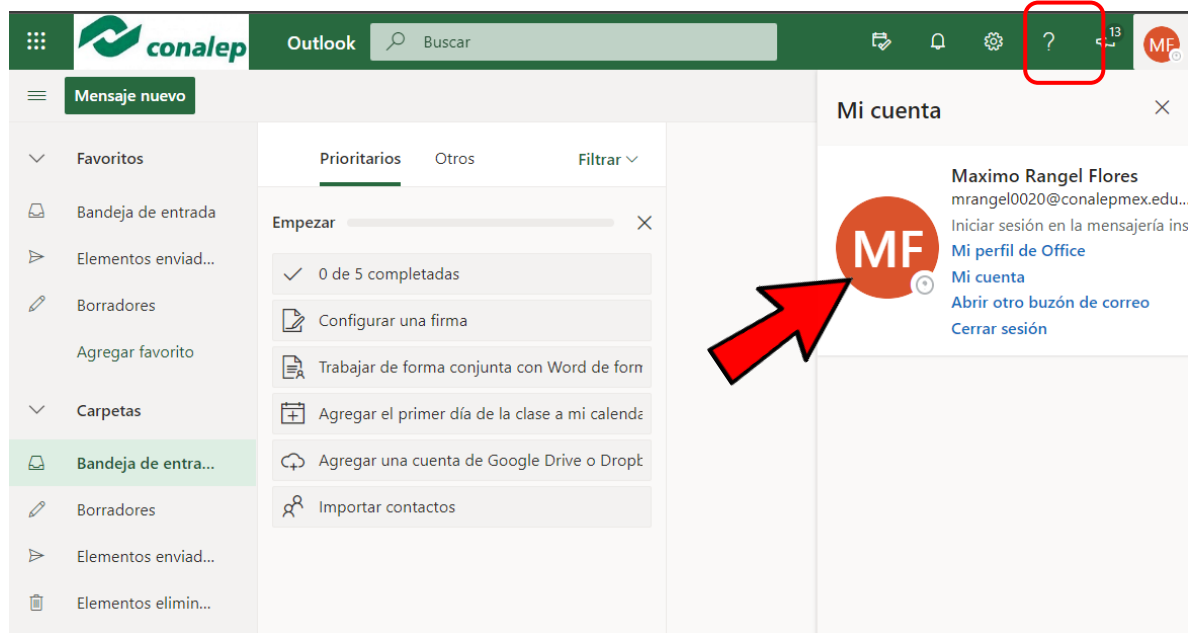 conalep
Outlook
Buscar
?
13
MF
Mensaje nuevo
Mi cuenta
Favoritos
Prioritarios
Otros
Filtrar
Maximo Rangel Flores
mrangel0020@conalepmex.edu...
Iniciar sesión en la mensajería ins
Mi perfil de Office
Mi cuenta
Abrir otro buzón de correo
Cerrar sesión
MF
Bandeja de entrada
Elementos enviad...
Borradores
Agregar favorito
Empezar
0 de 5 completadas
Configurar una firma
Trabajar de forma conjunta con Word de form
Agregar el primer día de la clase a mi calenda
Agregar una cuenta de Google Drive o Dropb
Importar contactos
Carpetas
Bandeja de entra...
Borradores
Elementos enviad...
Elementos elimin...